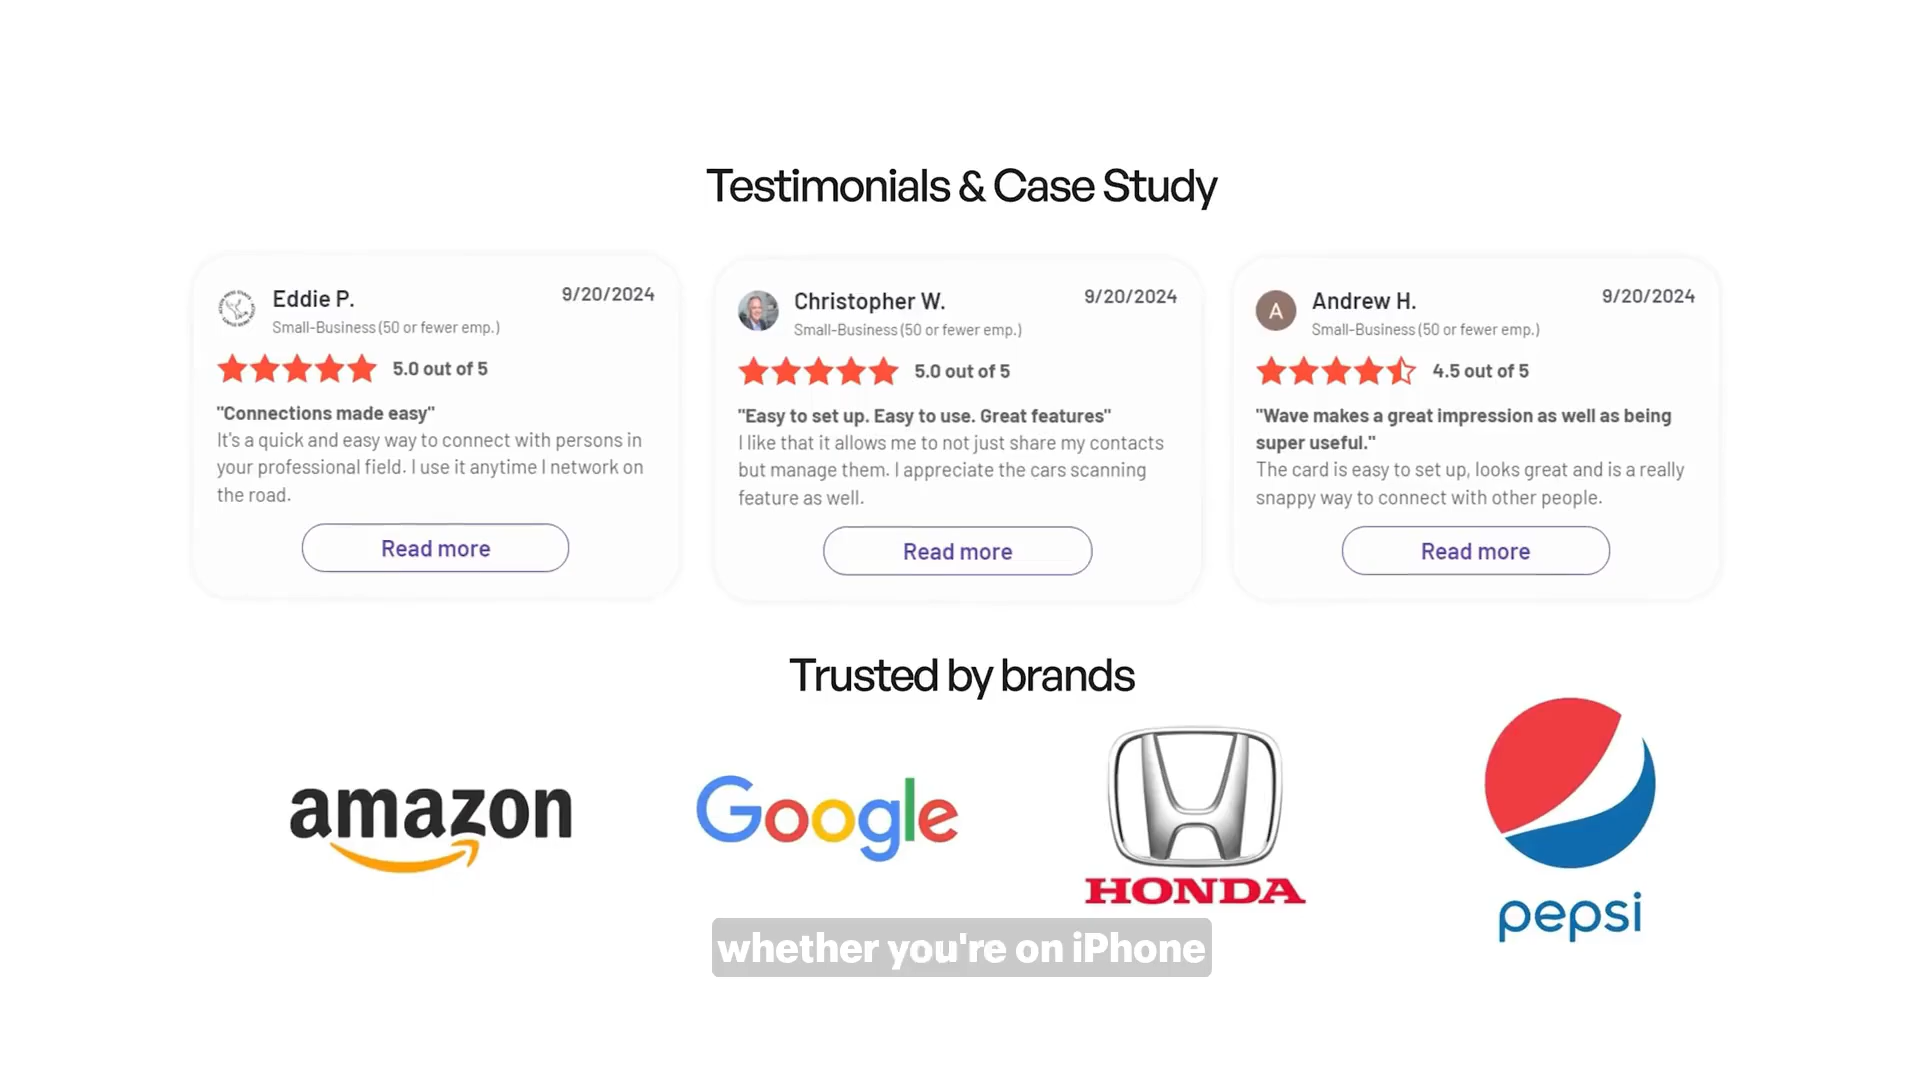 Testimonials & Case Study
Eddie P.
9/20/2024
Small-Business (50 or fewer emp.)
5.0 out of 5
"Connections made easy"
It's a quick and easy way to connect with persons in
your professional field. I use it anytime I network on
the road.
Read more
Christopher W.
9/20/2024
Small-Business (50 or fewer emp.)
5.0 out of 5
"Easy to set up. Easy to use. Great features"
I like that it allows me to not just share my contacts
but manage them. I appreciate the cars scanning
feature as well.
Read more
A
Andrew H.
9/20/2024
Small-Business (50 or fewer emp.)
4.5 out of 5
"Wave makes a great impression as well as being
super useful."
The card is easy to set up, looks great and is a really
snappy way to connect with other people.
Read more
Trusted by brands
amazon
Google
HONDA
pepsi
whether you're on iPhone